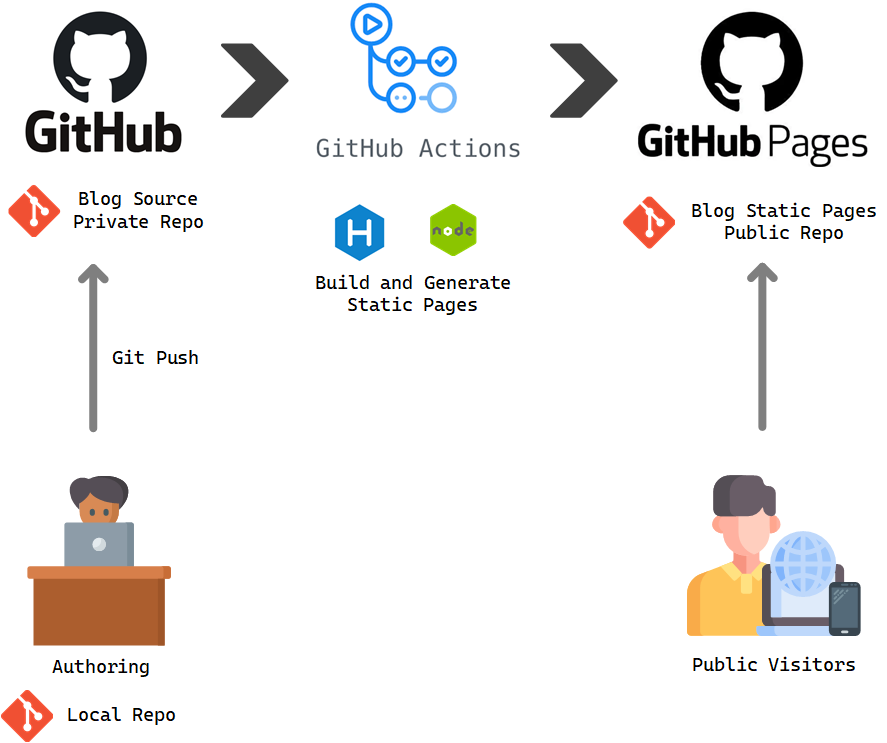 GitHub
GitHub Actions
GitHub Pages
Blog Source
Private Repo
H
node
Build and Generate
Static Pages
Blog Static Pages
Public Repo
Git Push
Authoring
Local Repo
Public Visitors